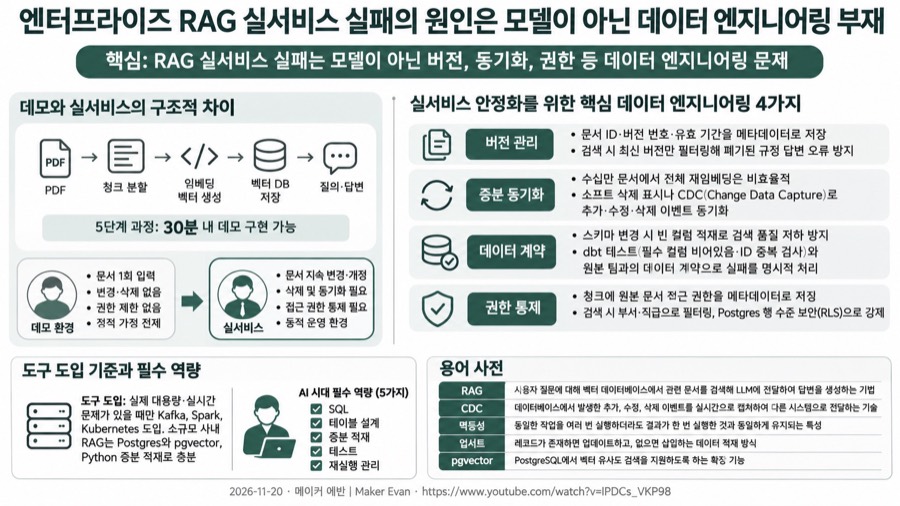 엔터프라이즈 RAG 실서비스 실패의 원인은 모델이 아닌 데이터 엔지니어링 부재
핵심: RAG 실서비스 실패는 모델이 아닌 버전, 동기화, 권한 등 데이터 엔지니어링 문제
데모와 실서비스의 구조적 차이
PDF
PDF
청크 분할
임베딩
벡터 생성
벡터 DB
저장
질의·답변
5단계 과정: 30분 내 데모 구현 가능
데모 환경
• 문서 1회 입력
• 변경·삭제 없음
• 권한 제한 없음
• 정적 가정 전제
실서비스
• 문서 지속 변경·개정
• 삭제 및 동기화 필요
• 접근 권한 통제 필요
• 동적 운영 환경
실서비스 안정화를 위한 핵심 데이터 엔지니어링 4가지
버전 관리
• 문서 ID·버전 번호·유효 기간을 메타데이터로 저장
• 검색 시 최신 버전만 필터링해 폐기된 규정 답변 오류 방지
증분 동기화
• 수십만 문서에서 전체 재임베딩은 비효율적
• 소프트 삭제 표시나 CDC(Change Data Capture)로
추가·수정·삭제 이벤트 동기화
데이터 계약
• 스키마 변경 시 빈 컬럼 적재로 검색 품질 저하 방지
• dbt 테스트(필수 컬럼 비어있음·ID 중복 검사)와
원본 팀과의 데이터 계약으로 실패를 명시적 처리
권한 통제
• 청크에 원본 문서 접근 권한을 메타데이터로 저징
• 검색 시 부서·직급으로 필터링, Postgres 행 수준 보안(RLS)으로 강제
도구 도입 기준과 필수 역량
도구 도입: 실제 대용량·실시간
문제가 있을 때만 Kafka, Spark,
Kubernetes 도입. 소규모 사내
RAG는 Postgres와 pgvector,
Python 증분 적재로 충분
AI 시대 필수 역량 (5가지)
SQL
테이블 설계
증분 적재
테스트
재실행 관리
용어 사전
RAG
사용자 질문에 대해 벡터 데이터베이스에서 관련 문서를 검색해 LLM에 전달하여 답변을 생성하는 기법
CDC
데이터베이스에서 발생한 추가, 수정, 삭제 이벤트를 실시간으로 캡처하여 다른 시스템으로 전달하는 기술
멱등성
동일한 작업을 여러 번 실행하더라도 결과가 한 번 실행한 것과 동일하게 유지되는 특성
업서트
레코드가 존재하면 업데이트하고, 없으면 삽입하는 데이터 적재 방식
pgvector
PostgreSQL에서 벡터 유사도 검색을 지원하도록 하는 확징 기능
2026-11-20 · 메이커 에반 | Maker Evan · https://www.youtube.com/watch?v=lPDCs_VKP98